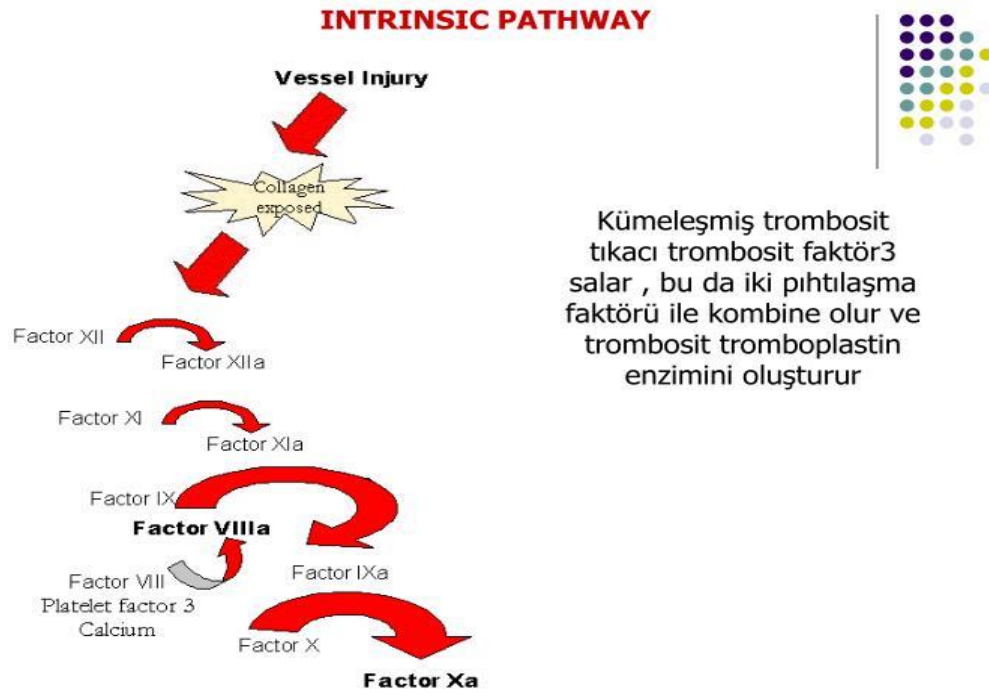 INTRINSIC PATHWAY
Vessel Injury
Collagen
exposed
Kümeleşmiş trombosit
tıkacı trombosit faktör3
salar , bu da iki pıhtılaşma
faktörü ile kombine olur ve
trombosit tromboplastin
enzimini oluşturur
Factor XII
Factor XIIa
Factor XI
Factor XIa
Factor IX
Factor VIIIa
Factor IXa
Factor VIII
Platelet factor 3
Calcium
Factor X
Factor Xa